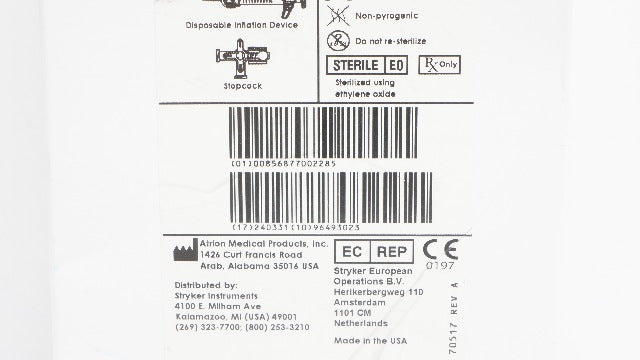 Disposable Inflation Device
Stopcock
Non-pyrogenic
Do not re-sterilize
STERILE EO
Rx Only
Sterilized using
ethylene oxide
(01)00856877002285
(17)240331(10)96493023
Atrion Medical Products, Inc.
1426 Curt Francis Road
Arab, Alabama 35016 USA
Distributed by:
Stryker Instruments
4100 E. Milham Ave
Kalamazoo, MI (USA) 49001
(269) 323-7700; (800) 253-3210
EC REP
CE
0197
Stryker European
Operations B.V.
Herikerbergweg 110
Amsterdam
1101 CM
Netherlands
Made in the USA
70517 REV A